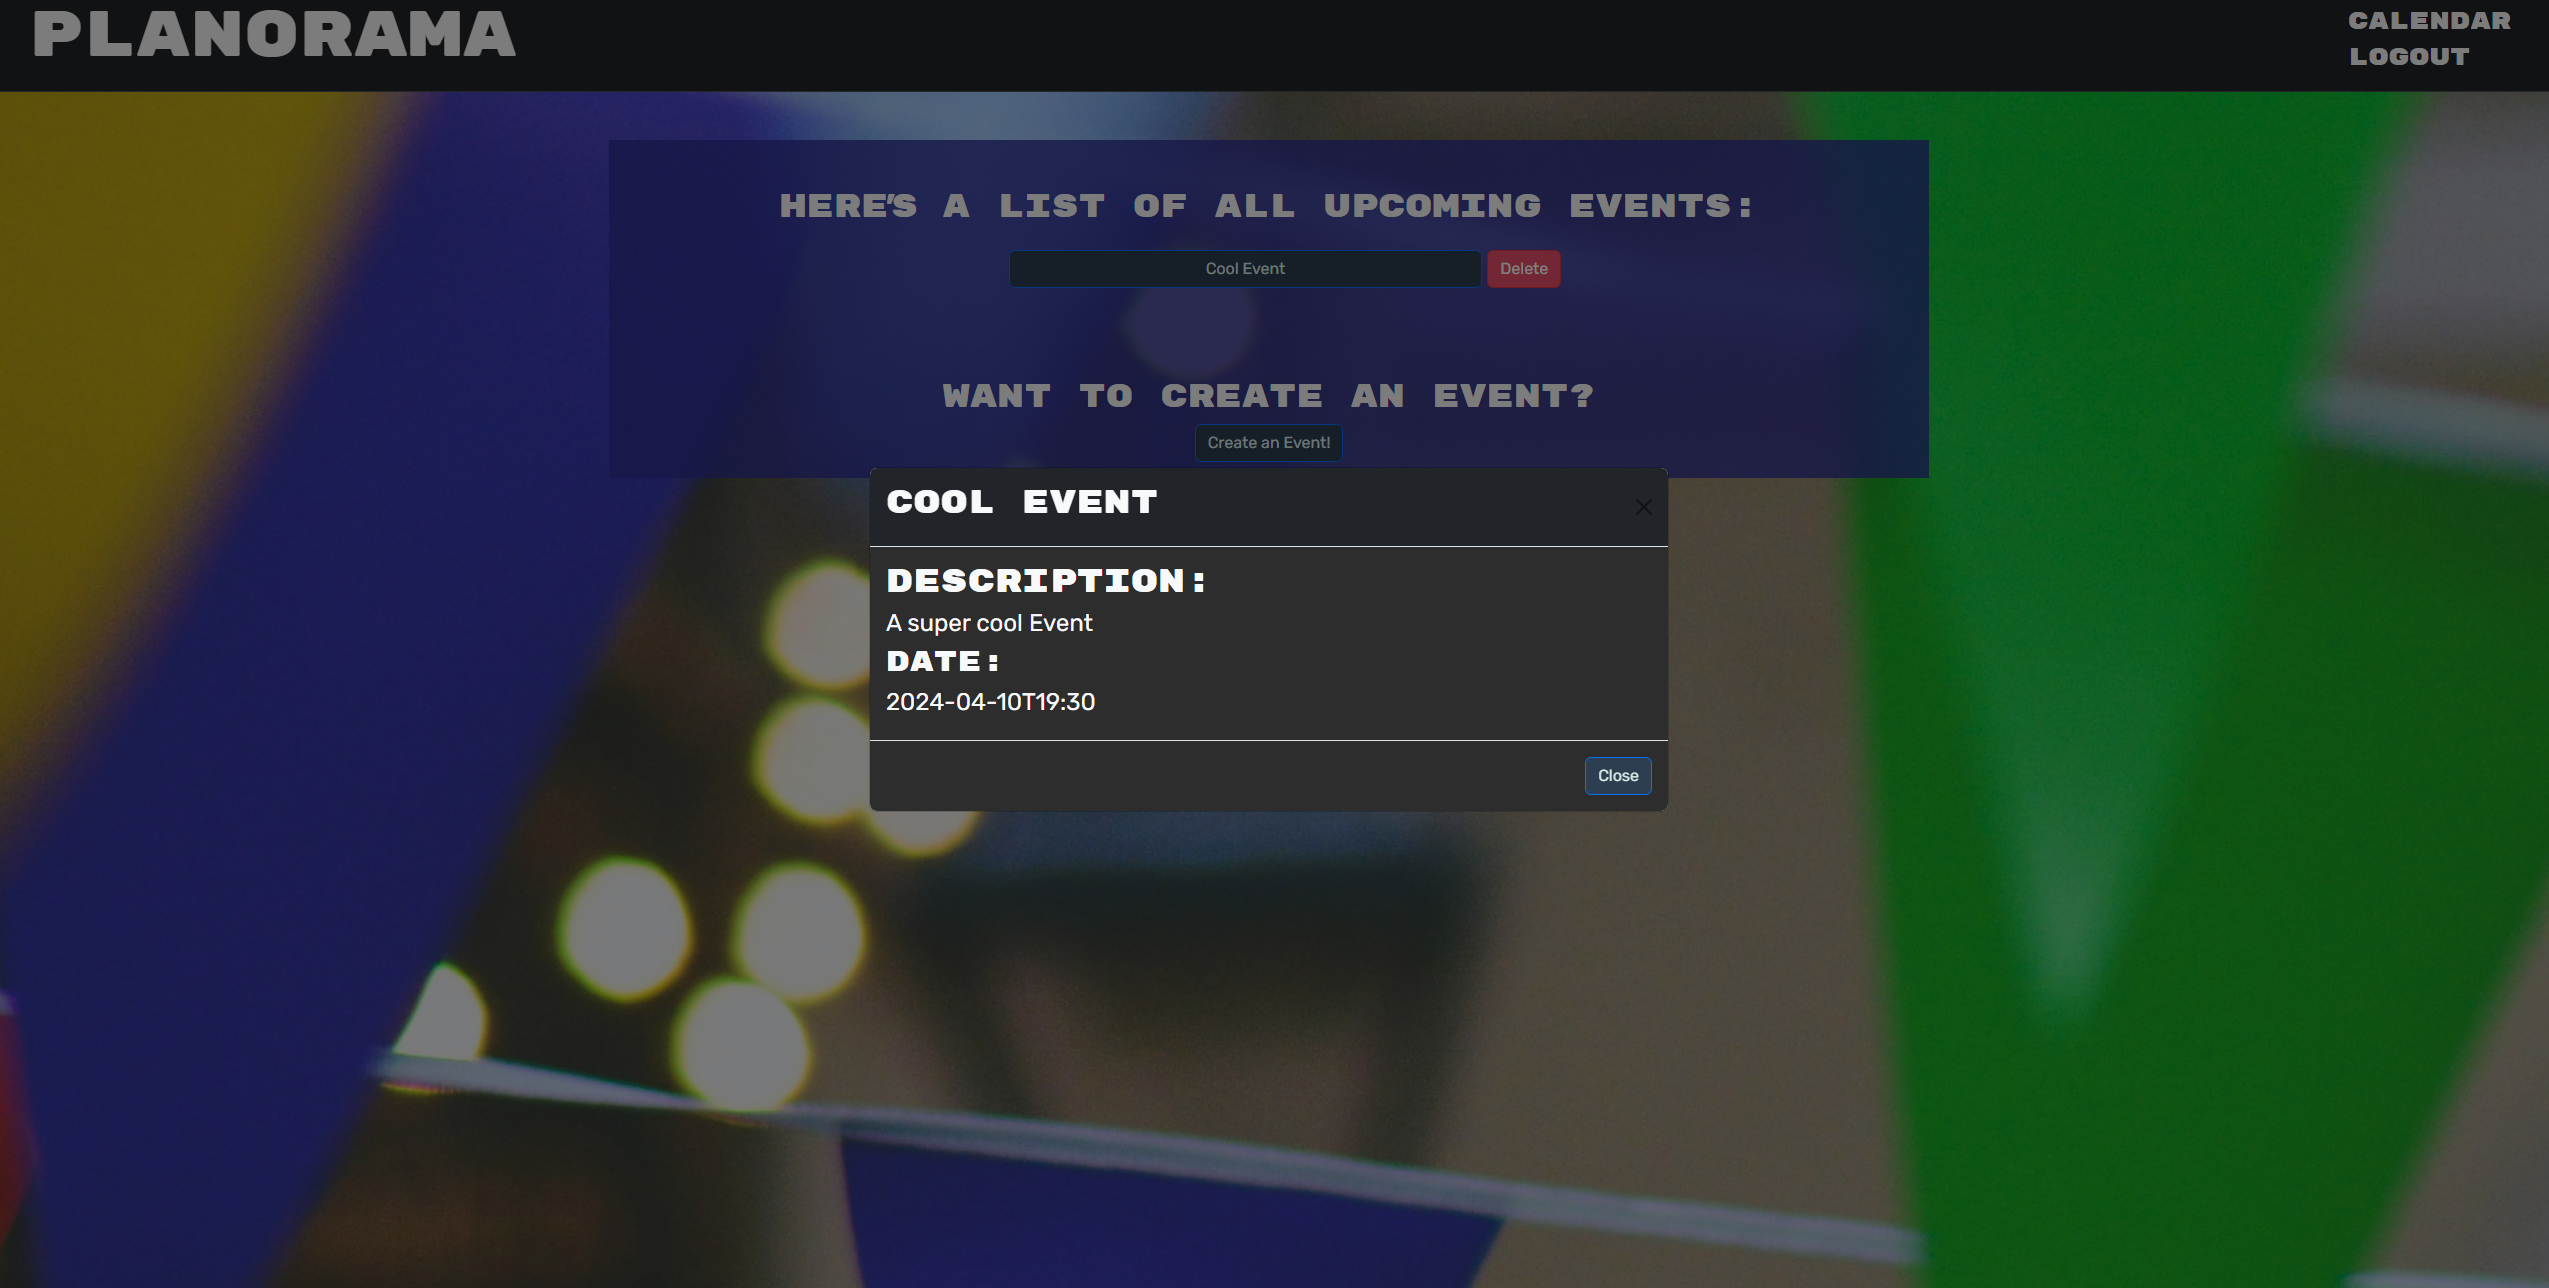 PLANORAMA
CALENDAR
LOGOUT
HERE'S A LIST OF ALL UPCOMING EVENTS:
Cool Event
Delete
WANT TO CREATE AN EVENT?
Create an Event!
COOL EVENT
DESCRIPTION:
A super cool Event
DATE:
2024-04-10T19:30
Close